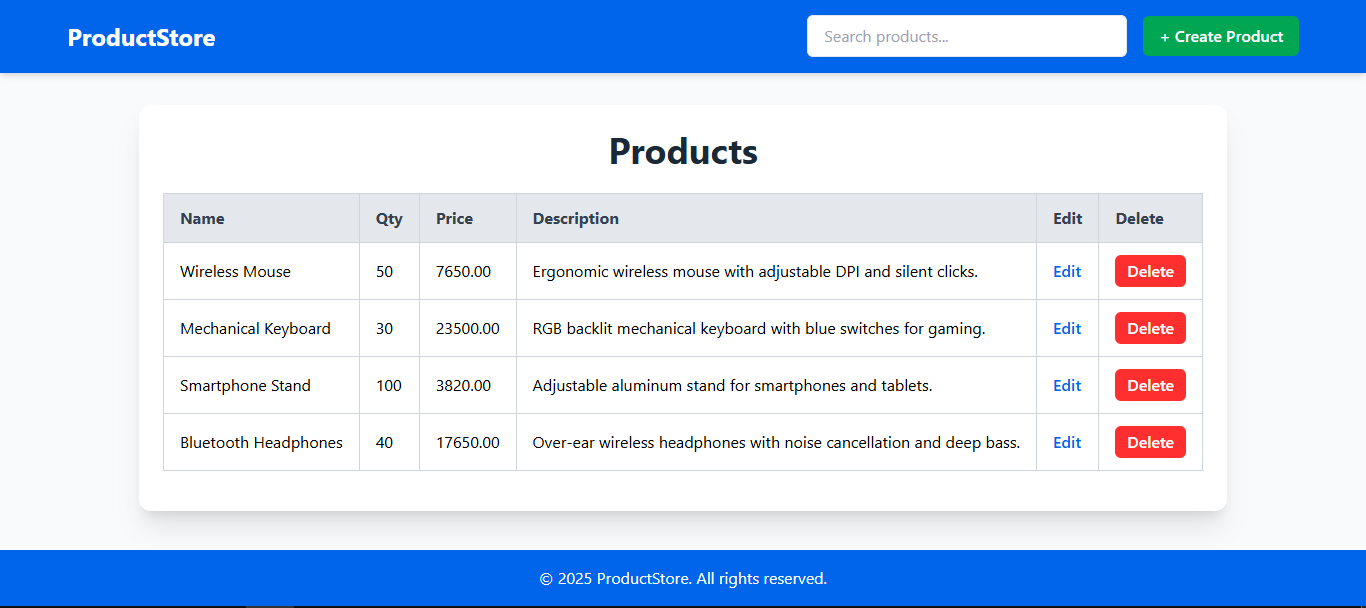 ProductStore Search products... + Create Product
Products
Name Qty Price Description Edit Delete
Wireless Mouse 50 7650.00 Ergonomic wireless mouse with adjustable DPI and silent clicks. Edit Delete
Mechanical Keyboard 30 23500.00 RGB backlit mechanical keyboard with blue switches for gaming. Edit Delete
Smartphone Stand 100 3820.00 Adjustable aluminum stand for smartphones and tablets. Edit Delete
Bluetooth Headphones 40 17650.00 Over-ear wireless headphones with noise cancellation and deep bass. Edit Delete
© 2025 ProductStore. All rights reserved.